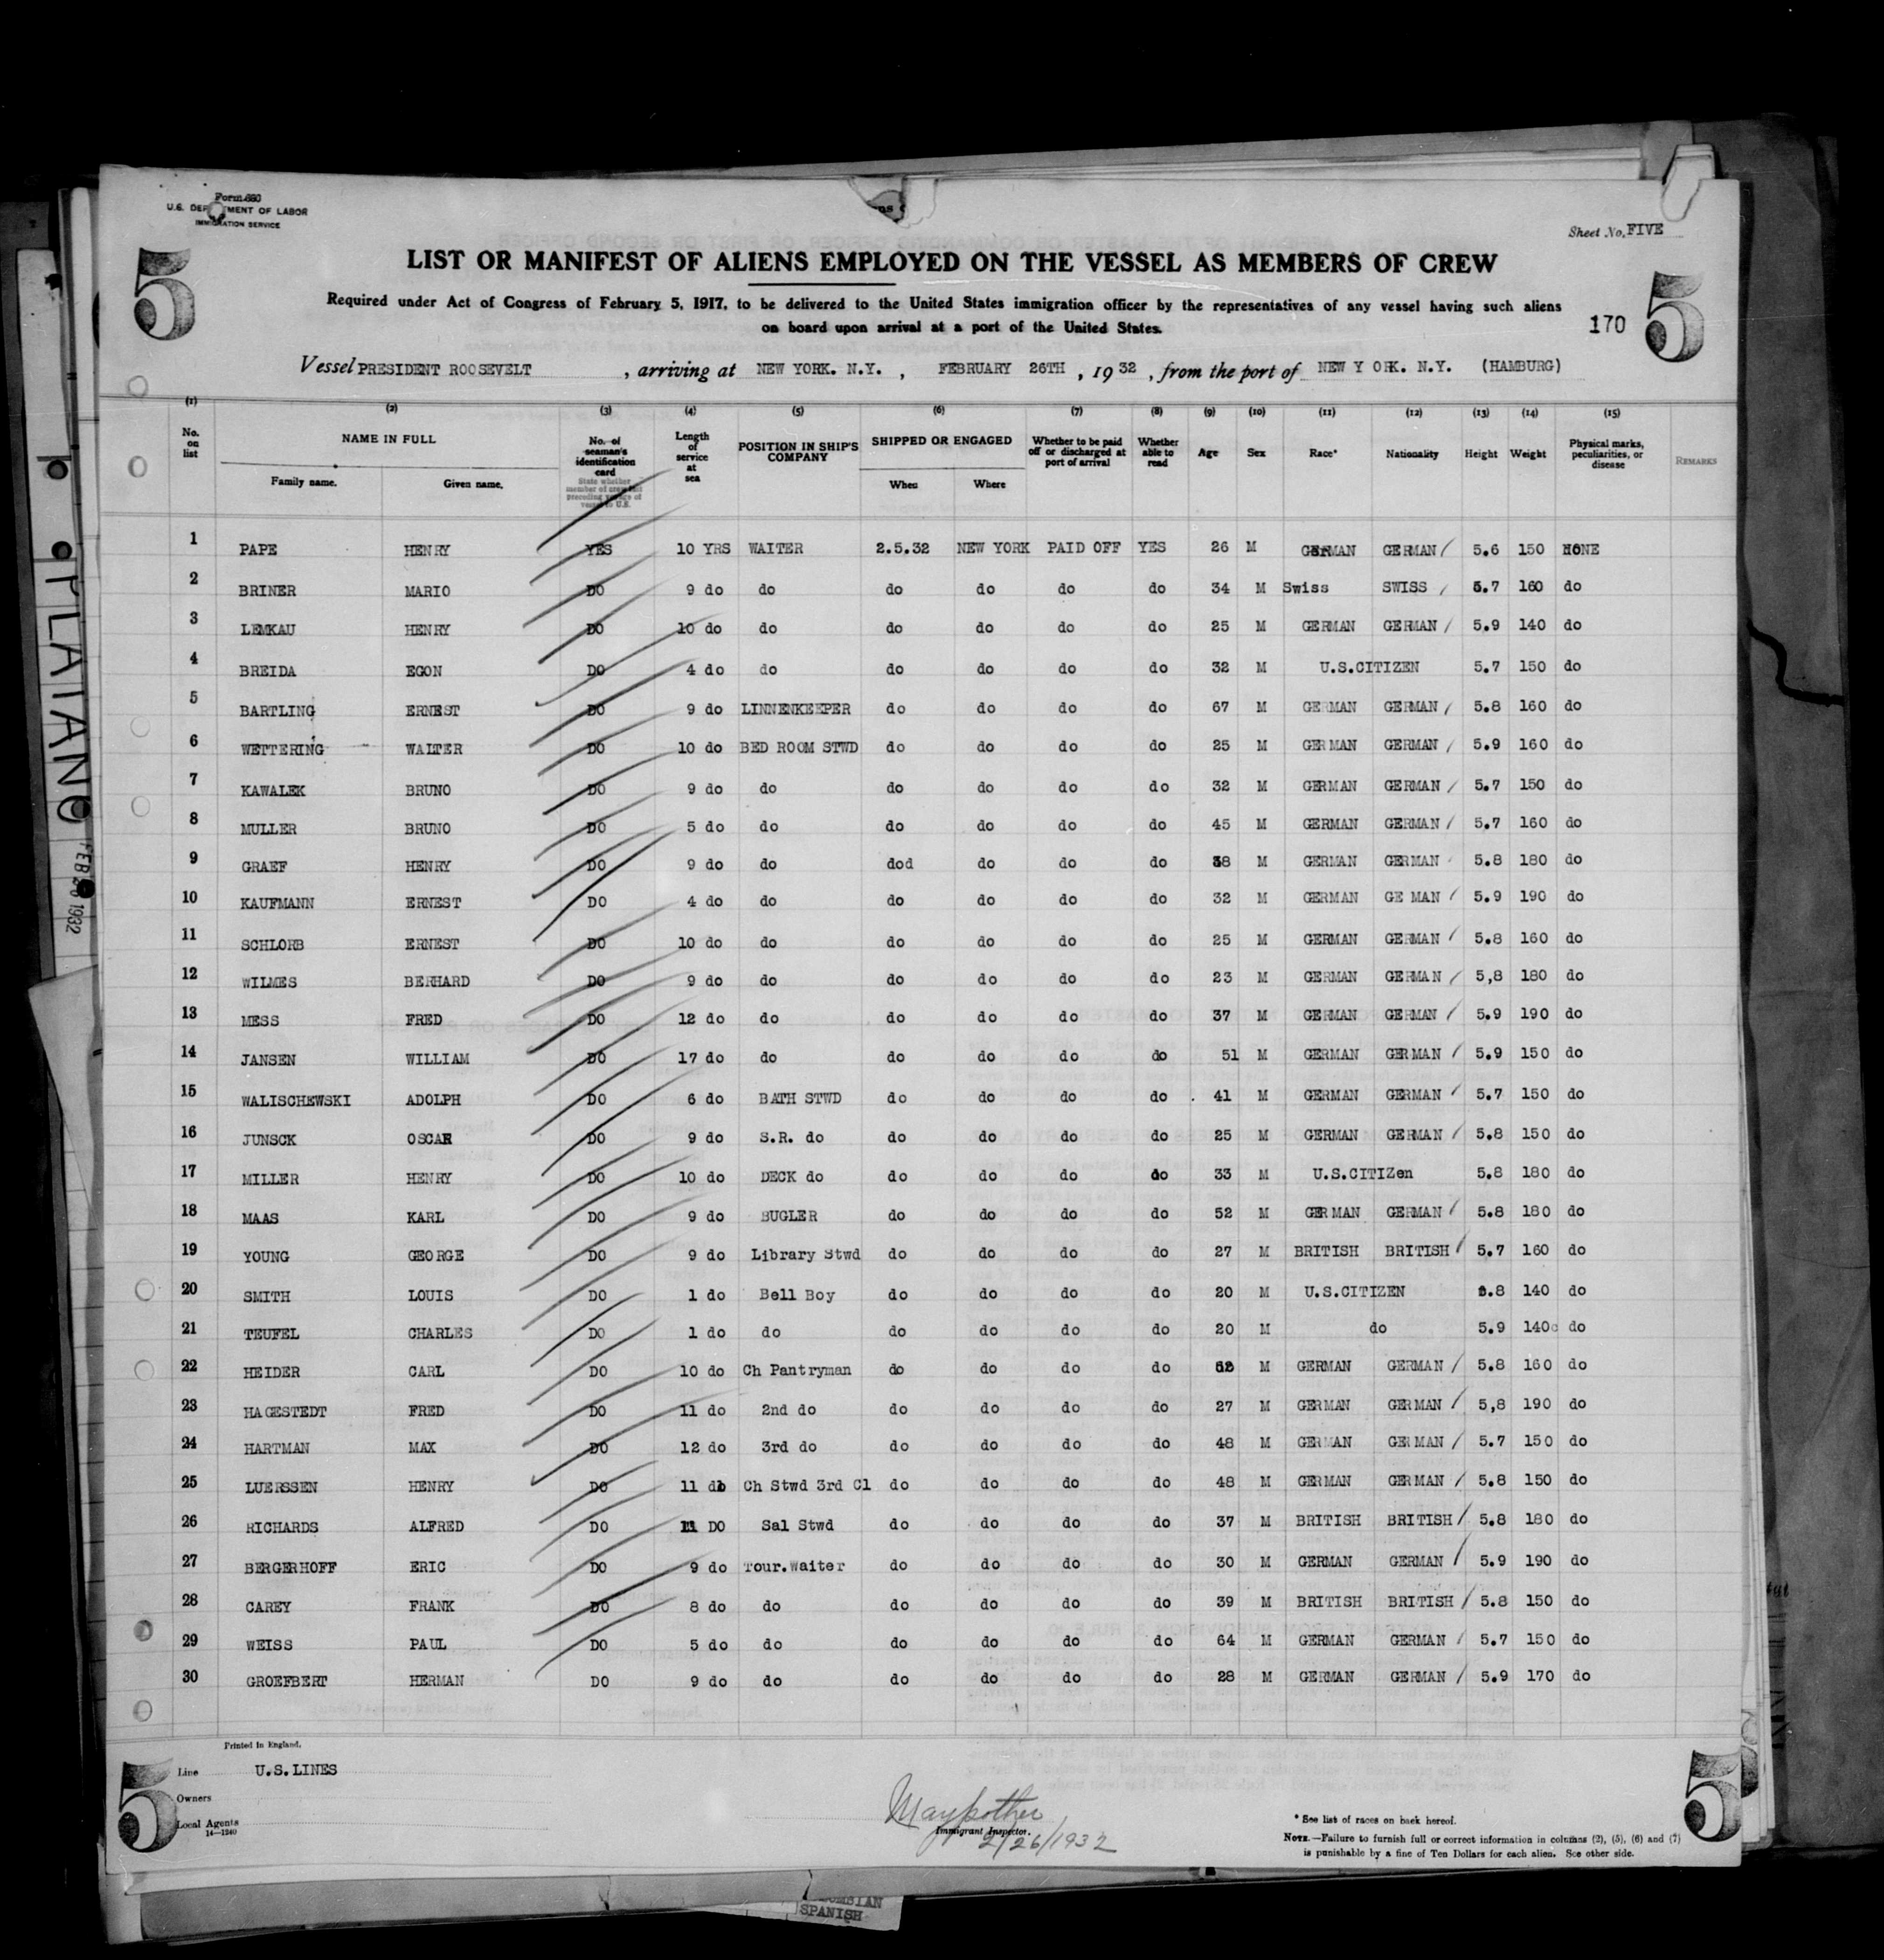 Form 680
U.S. DEPARTMENT OF LABOR
IMMIGRATION SERVICE
Sheet No. FIVE
5
5
LIST OR MANIFEST OF ALIENS EMPLOYED ON THE VESSEL AS MEMBERS OF CREW
Required under Act of Congress of February 5, 1917, to be delivered to the United States immigration officer by the representatives of any vessel having such aliens
on board upon arrival at a port of the United States.
170
Vessel PRESIDENT ROOSEVELT, arriving at NEW YORK. N.Y., FEBRUARY 26TH, 1932, from the port of NEW Y ORK. N.Y. (HAMBURG)
(1) (2) (3) (4) (5) (6) (7) (8) (9) (10) (11) (12) (13) (14) (15)
No. on list NAME IN FULL Family name. Given name. No. of seaman's identification card State whether member of crew preceding voyage of vessel to U.S. Length of service at sea POSITION IN SHIP'S COMPANY SHIPPED OR ENGAGED When Where Whether to be paid off or discharged at port of arrival Whether able to read Age Sex Race* Nationality Height Weight Physical marks, peculiarities, or disease REMARKS
1 PAPE HENRY YES 10 YRS WAITER 2.5.32 NEW YORK PAID OFF YES 26 M GERMAN GERMAN 5.6 150 NONE
2 BRINER MARIO DO 9 do do do do do do 34 M Swiss SWISS 5.7 160 do
3 LEMKAU HENRY DO 10 do do do do do do 25 M GERMAN GERMAN 5.9 140 do
4 BREIDA EGON DO 4 do do do do do do 32 M U.S.CITIZEN 5.7 150 do
5 BARTLING ERNEST DO 9 do LINNENKEEPER do do do do 67 M GERMAN GERMAN 5.8 160 do
6 WETTERING WALTER DO 10 do BED ROOM STWD do do do do 25 M GERMAN GERMAN 5.9 160 do
7 KAWALEK BRUNO DO 9 do do do do do do 32 M GERMAN GERMAN 5.7 150 do
8 MULLER BRUNO DO 5 do do do do do do 45 M GERMAN GERMAN 5.7 160 do
9 GRAEF HENRY DO 9 do do dod do do do 38 M GERMAN GERMAN 5.8 180 do
10 KAUFMANN ERNEST DO 4 do do do do do do 32 M GERMAN GE MAN 5.9 190 do
11 SCHLORB ERNEST DO 10 do do do do do do 25 M GERMAN GERMAN 5.8 160 do
12 WILMES BERHARD DO 9 do do do do do do 23 M GERMAN GERMAN 5,8 180 do
13 MESS FRED DO 12 do do do do do do 37 M GERMAN GERMAN 5.9 190 do
14 JANSEN WILLIAM DO 17 do do do do do do 51 M GERMAN GERMAN 5.9 150 do
15 WALISCHEWSKI ADOLPH DO 6 do BATH STWD do do do do 41 M GERMAN GERMAN 5.7 150 do
16 JUNSCK OSCAR DO 9 do S.R. do do do do do 25 M GERMAN GERMAN 5.8 150 do
17 MILLER HENRY DO 10 do DECK do do do do do 33 M U.S.CITIZen 5.8 180 do
18 MAAS KARL DO 9 do BUGLER do do do do 52 M GERMAN GERMAN 5.8 180 do
19 YOUNG GEORGE DO 9 do Library Stwd do do do do 27 M BRITISH BRITISH 5.7 160 do
20 SMITH LOUIS DO 1 do Bell Boy do do do do 20 M U.S.CITIZEN .8 140 do
21 TEUFEL CHARLES DO 1 do do do do do do 20 M do 5.9 140 do
22 HEIDER CARL DO 10 do Ch Pantryman do do do do M GERMAN GERMAN 5.8 160 do
23 HAGESTEDT FRED DO 11 do 2nd do do do do do 27 M GERMAN GERMAN 5,8 190 do
24 HARTMAN MAX DO 12 do 3rd do do do do do 48 M GERMAN GERMAN 5.7 150 do
25 LUERSSEN HENRY DO 11 do Ch Stwd 3rd Cl do do do do 48 M GERMAN GERMAN 5.8 150 do
26 RICHARDS ALFRED DO 11 DO Sal Stwd do do do do 37 M BRITISH BRITISH 5.8 180 do
27 BERGERHOFF ERIC DO 9 do Tour.Waiter do do do do 30 M GERMAN GERMAN 5.9 190 do
28 CAREY FRANK DO 8 do do do do do do 39 M BRITISH BRITISH 5.8 150 do
29 WEISS PAUL DO 5 do do do do do do 64 M GERMAN GERMAN 5.7 150 do
30 GROEFBERT HERMAN DO 9 do do do do do do 28 M GERMAN GERMAN 5.9 170 do
Printed in England.
Line U.S.LINES
Owners
Local Agents
14—1240
5
5
Immigrant Inspector.
2/26/1932
* See list of races on back hereof.
NOTE.—Failure to furnish full or correct information in columns (2), (5), (6) and (7)
is punishable by a fine of Ten Dollars for each alien. See other side.
PLATANO
FEB 26 1932
SPANISH